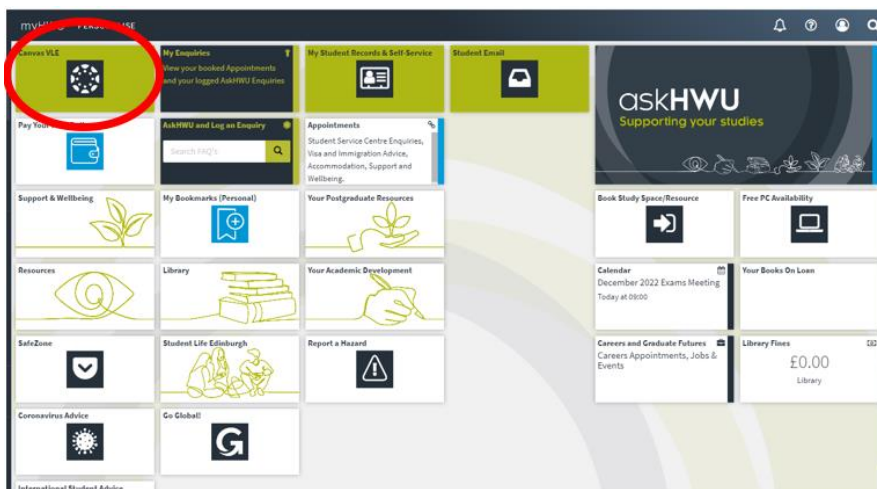 Canvas VLE
My Enquiries
View your booked Appointments
and your logged AskHWU Enquiries
My Student Records & Self-Service
Student Email
askHWU
Supporting your studies
Pay Your
AskHWU and Log an Enquiry
Search FAQ's
Appointments
Student Service Centre Enquiries,
Visa and Immigration Advice,
Accommodation, Support and
Wellbeing.
Support & Wellbeing
My Bookmarks (Personal)
Your Postgraduate Resources
Book Study Space/Resource
Free PC Availability
Resources
Library
Your Academic Development
Calendar
December 2022 Exams Meeting
Today at 09:00
Your Books On Loan
SafeZone
Student Life Edinburgh
Report a Hazard
Careers and Graduate Futures
Careers Appointments, Jobs &
Events
Library Fines
£0.00
Library
Coronavirus Advice
Go Global!
International Student Advice